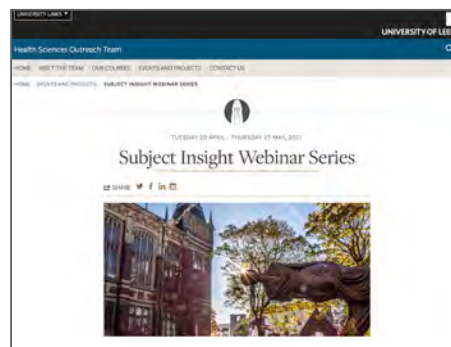 UNIVERSITY LINKS ▼
UNIVERSITY OF LEE
Health Sciences Outreach Team
HOME MEET THE TEAM OUR COURSES EVENTS AND PROJECTS CONTACT US
HOME EVENTS AND PROJECTS SUBJECT INSIGHT WEBINAR SERIES
TUESDAY 20 APRIL - THURSDAY 27 MAY, 2021
Subject Insight Webinar Series
SHARE